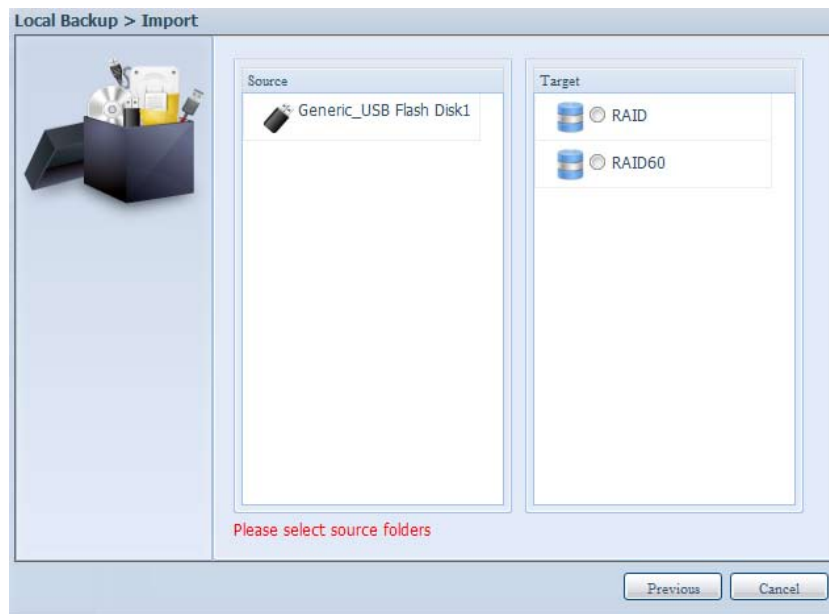 Local Backup > Import
Source
Generic_USB Flash Disk1
Target
RAID
RAID60
Please select source folders
Previous
Cancel